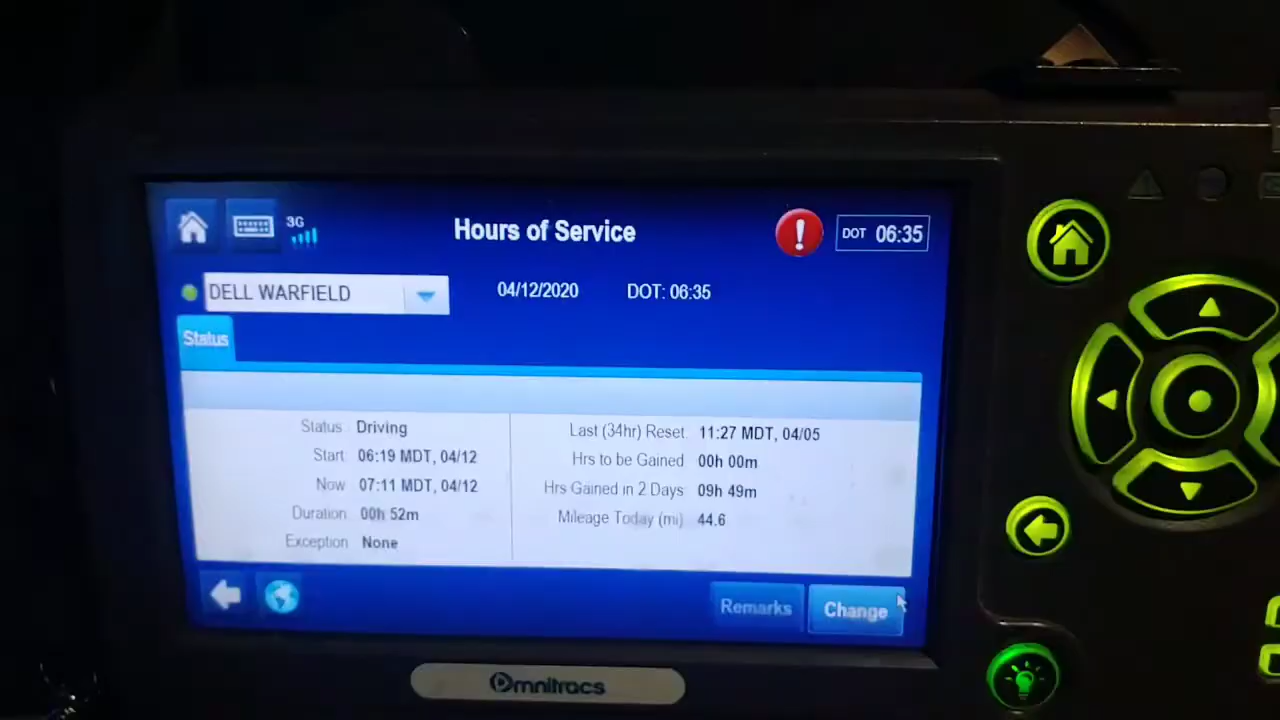 3G
Hours of Service
!
DOT 06:35
DELL WARFIELD
04/12/2020
DOT: 06:35
Status
Status Driving
Start 06:19 MDT, 04/12
Now 07:11 MDT, 04/12
Duration 00h 52m
Exception None
Last (34hr) Reset 11:27 MDT, 04/05
Hrs to be Gained 00h 00m
Hrs Gained in 2 Days 09h 49m
Mileage Today (mi) 44.6
Remarks
Change
Omnitracs